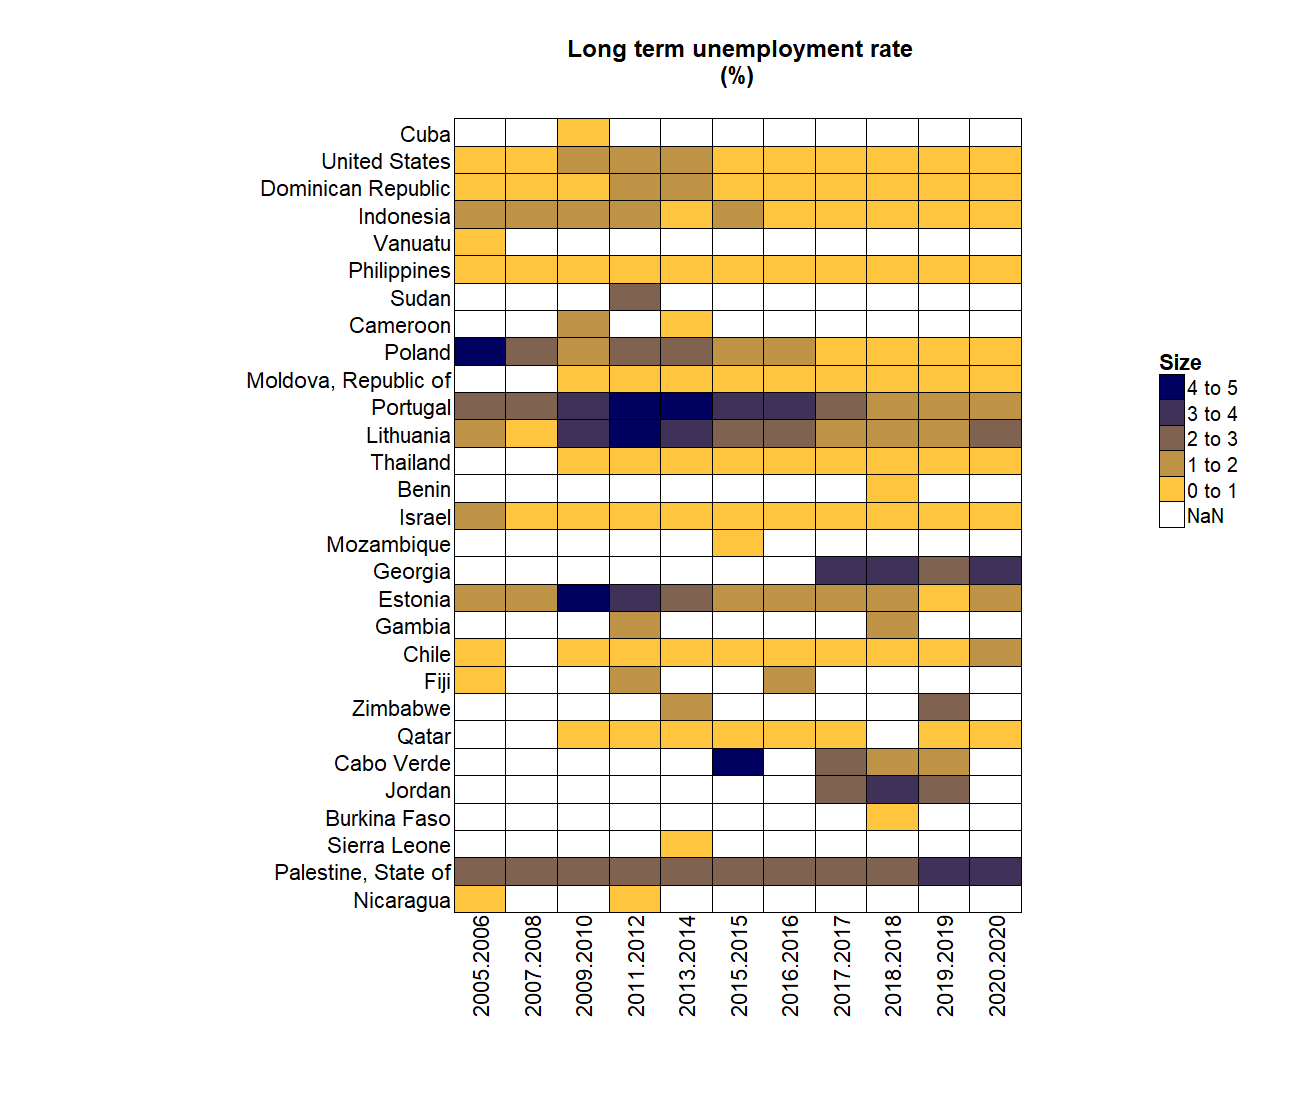 Long term unemployment rate
(%)
Cuba
United States
Dominican Republic
Indonesia
Vanuatu
Philippines
Sudan
Cameroon
Poland
Moldova, Republic of
Portugal
Lithuania
Thailand
Benin
Israel
Mozambique
Georgia
Estonia
Gambia
Chile
Fiji
Zimbabwe
Qatar
Cabo Verde
Jordan
Burkina Faso
Sierra Leone
Palestine, State of
Nicaragua
2005.2006
2007.2008
2009.2010
2011.2012
2013.2014
2015.2015
2016.2016
2017.2017
2018.2018
2019.2019
2020.2020
Size
4 to 5
3 to 4
2 to 3
1 to 2
0 to 1
NaN